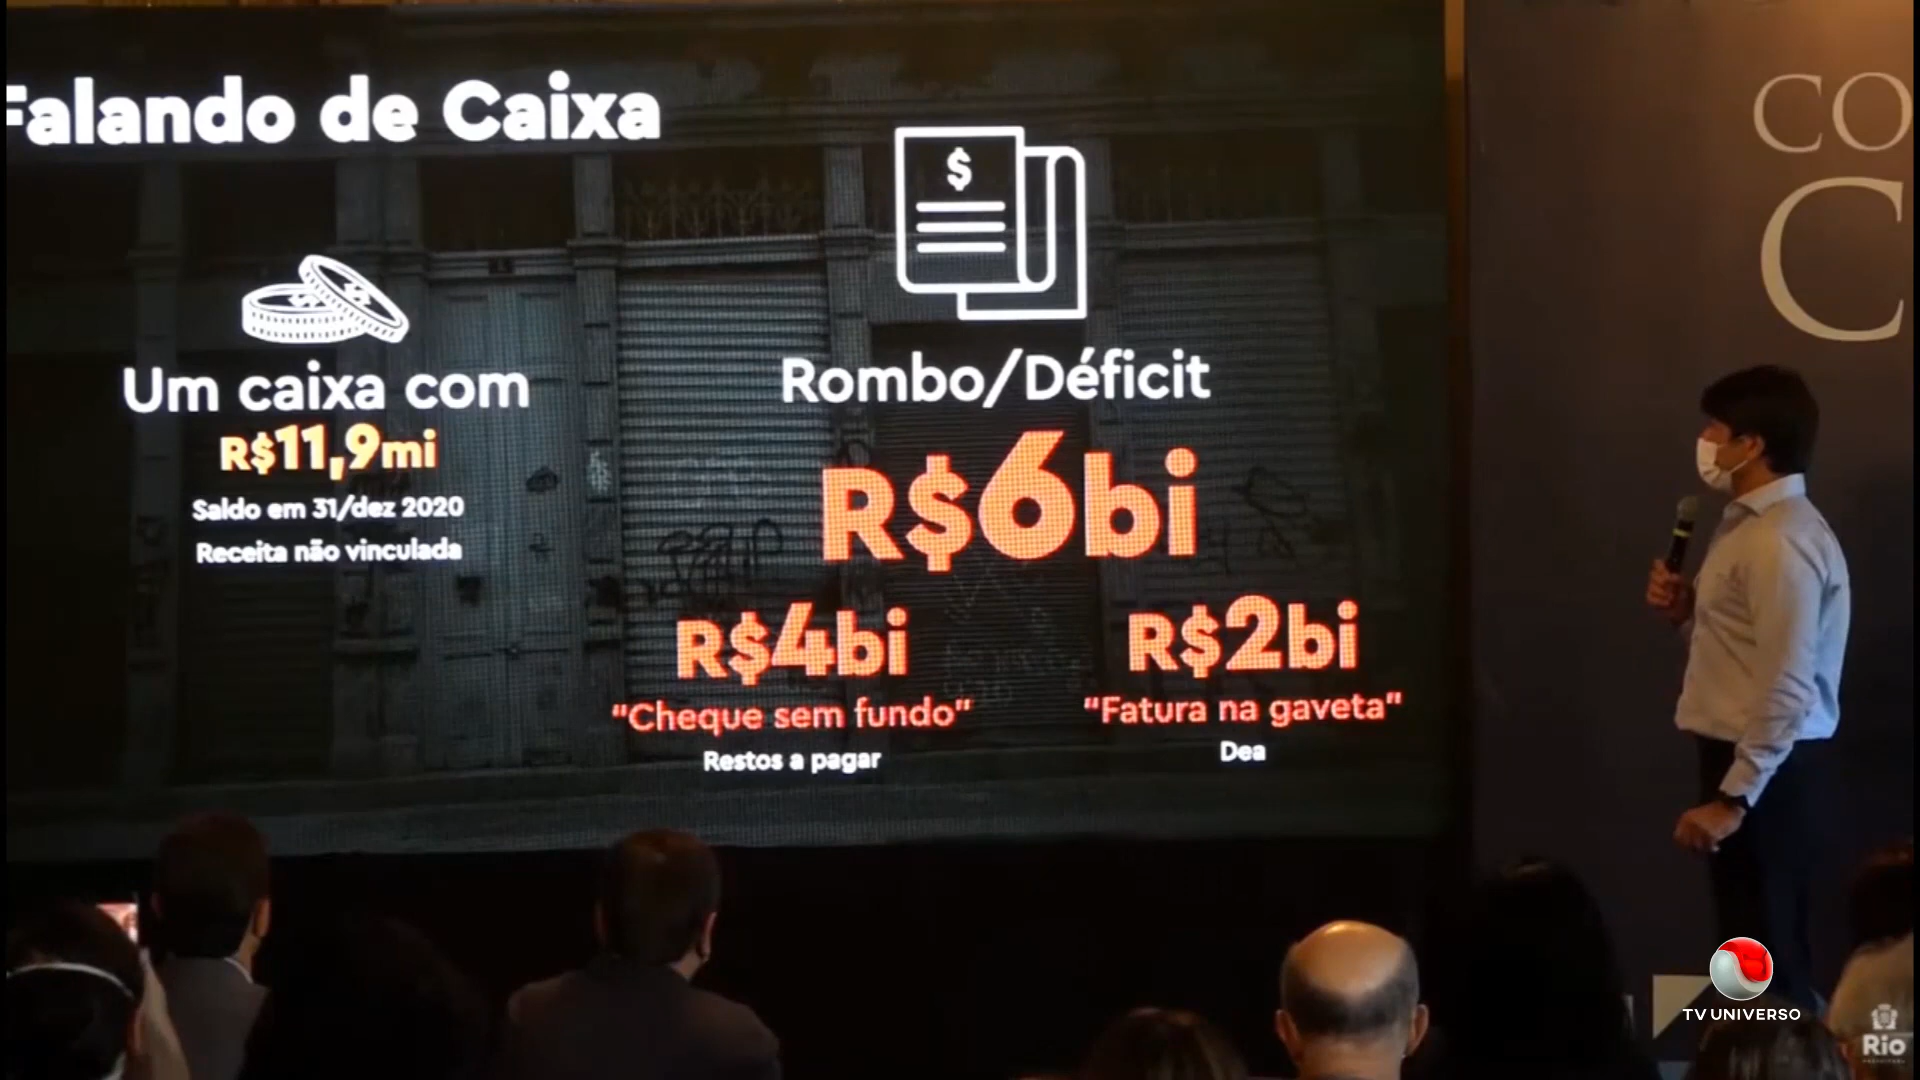 Falando de Caixa
$
Um caixa com
R$11,9mi
Saldo em 31/dez 2020
Receita não vinculada
Rombo/Déficit
R$6bi
R$4bi
"Cheque sem fundo"
Restos a pagar
R$2bi
"Fatura na gaveta"
Dea
CO
C
TV UNIVERSO
Rio